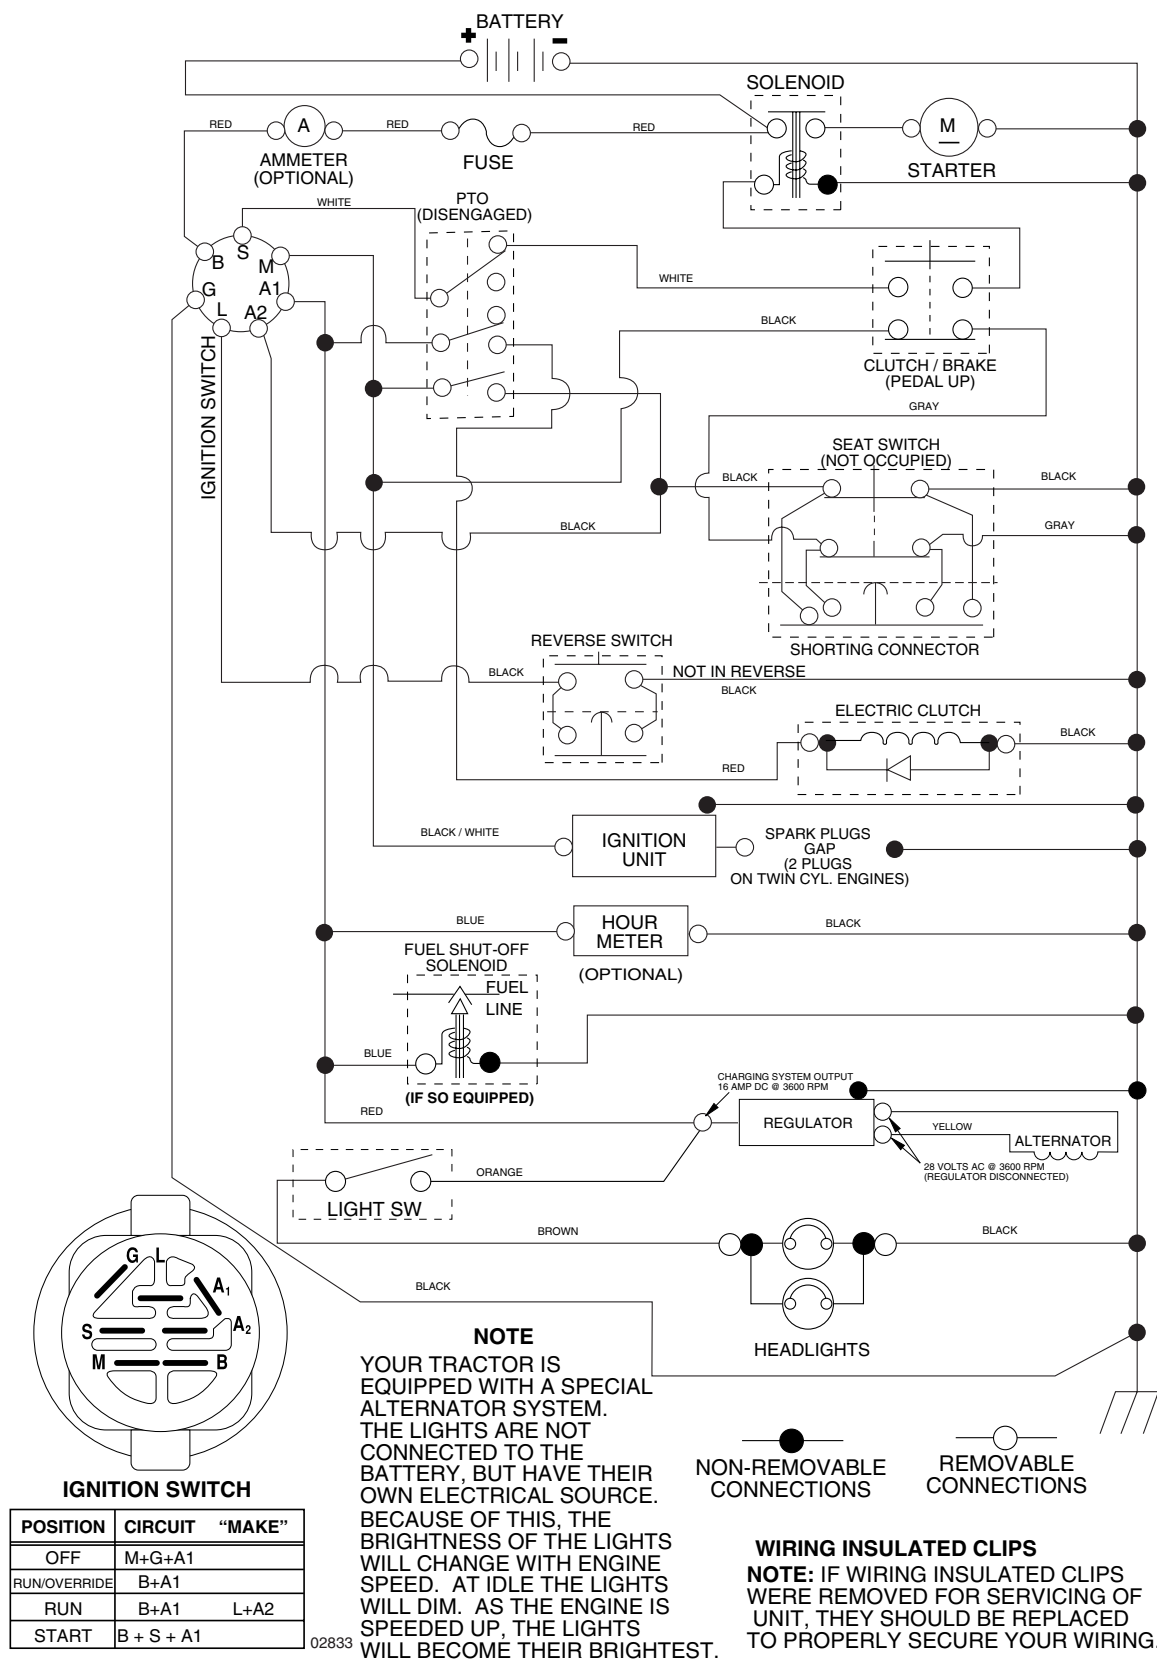 BATTERY
+
–
SOLENOID
RED
A
RED
RED
M
AMMETER
(OPTIONAL)
FUSE
STARTER
WHITE
PTO
(DISENGAGED)
S
B
M
G
A1
L
A2
IGNITION SWITCH
WHITE
BLACK
CLUTCH / BRAKE
(PEDAL UP)
GRAY
SEAT SWITCH
(NOT OCCUPIED)
BLACK
BLACK
BLACK
GRAY
SHORTING CONNECTOR
REVERSE SWITCH
BLACK
NOT IN REVERSE
BLACK
ELECTRIC CLUTCH
BLACK
RED
BLACK / WHITE
IGNITION
UNIT
SPARK PLUGS
GAP
(2 PLUGS
ON TWIN CYL. ENGINES)
BLUE
HOUR
METER
BLACK
(OPTIONAL)
FUEL SHUT-OFF
SOLENOID
FUEL
LINE
BLUE
(IF SO EQUIPPED)
CHARGING SYSTEM OUTPUT
16 AMP DC @ 3600 RPM
RED
REGULATOR
YELLOW
ALTERNATOR
28 VOLTS AC @ 3600 RPM
(REGULATOR DISCONNECTED)
ORANGE
LIGHT SW
BROWN
BLACK
BLACK
HEADLIGHTS
G
L
A1
S
A2
M
B
IGNITION SWITCH
POSITION CIRCUIT "MAKE"
OFF M+G+A1
RUN/OVERRIDE B+A1
RUN B+A1 L+A2
START B + S + A1
02833
NOTE
YOUR TRACTOR IS
EQUIPPED WITH A SPECIAL
ALTERNATOR SYSTEM.
THE LIGHTS ARE NOT
CONNECTED TO THE
BATTERY, BUT HAVE THEIR
OWN ELECTRICAL SOURCE.
BECAUSE OF THIS, THE
BRIGHTNESS OF THE LIGHTS
WILL CHANGE WITH ENGINE
SPEED. AT IDLE THE LIGHTS
WILL DIM. AS THE ENGINE IS
SPEEDED UP, THE LIGHTS
WILL BECOME THEIR BRIGHTEST.
NON-REMOVABLE
CONNECTIONS
REMOVABLE
CONNECTIONS
WIRING INSULATED CLIPS
NOTE: IF WIRING INSULATED CLIPS
WERE REMOVED FOR SERVICING OF
UNIT, THEY SHOULD BE REPLACED
TO PROPERLY SECURE YOUR WIRING.